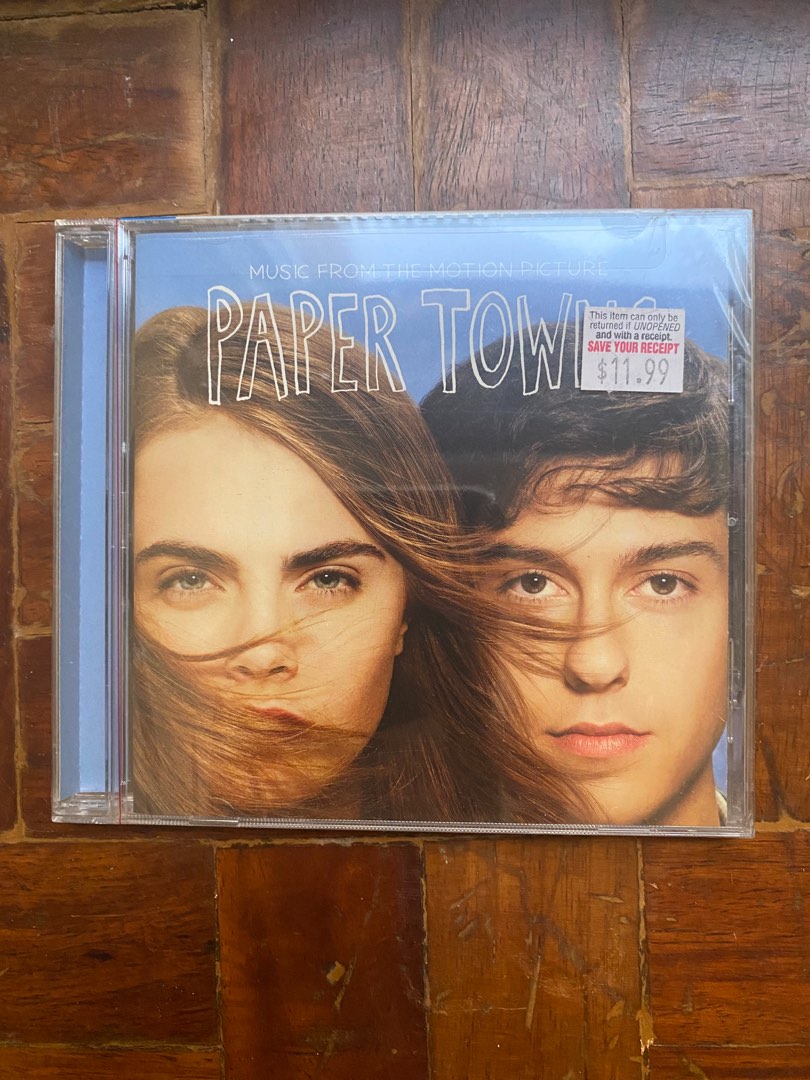 MUSIC FROM THE MOTION PICTURE
PAPER TOWNS
This item can only be
returned if UNOPENED
and with a receipt.
SAVE YOUR RECEIPT
$11.99